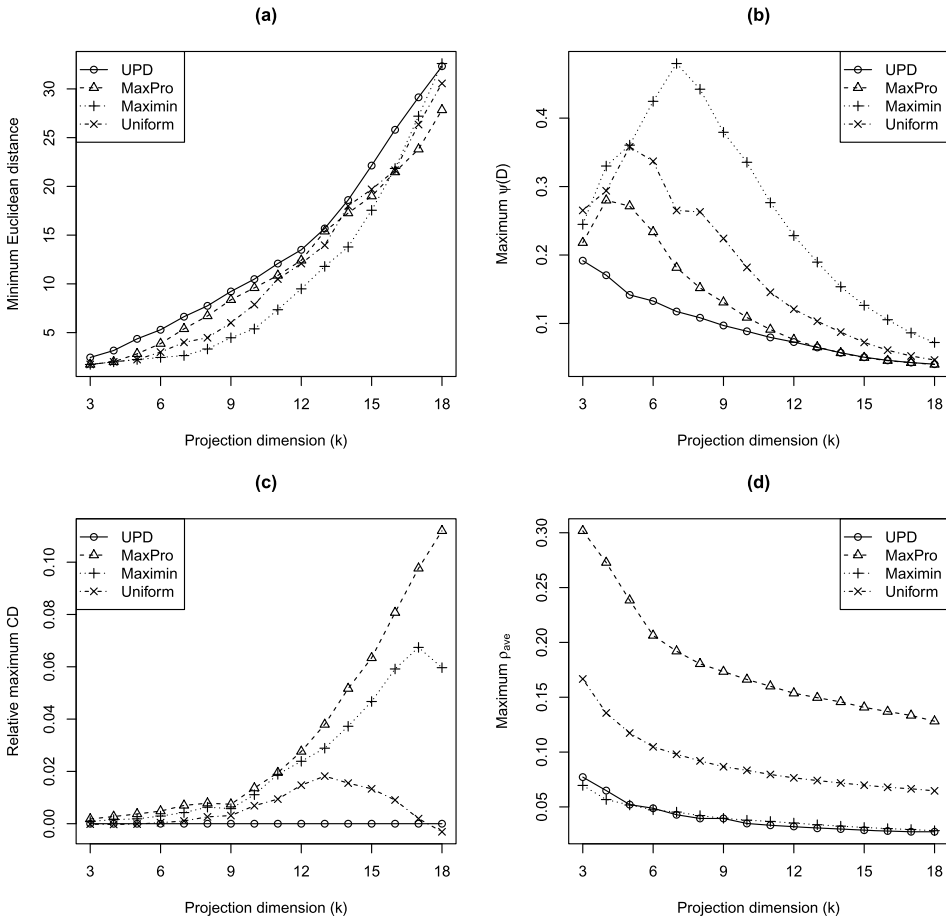 (a)
UPD
MaxPro
Maximin
Uniform
Minimum Euclidean distance
5
10
15
20
25
30
3 6 9 12 15 18
Projection dimension (k)
(b)
UPD
MaxPro
Maximin
Uniform
Maximum ψ(D)
0.1
0.2
0.3
0.4
3 6 9 12 15 18
Projection dimension (k)
(c)
UPD
MaxPro
Maximin
Uniform
Relative maximum CD
0.00
0.02
0.04
0.06
0.08
0.10
3 6 9 12 15 18
Projection dimension (k)
(d)
UPD
MaxPro
Maximin
Uniform
Maximum ρave
0.05
0.10
0.15
0.20
0.25
0.30
3 6 9 12 15 18
Projection dimension (k)